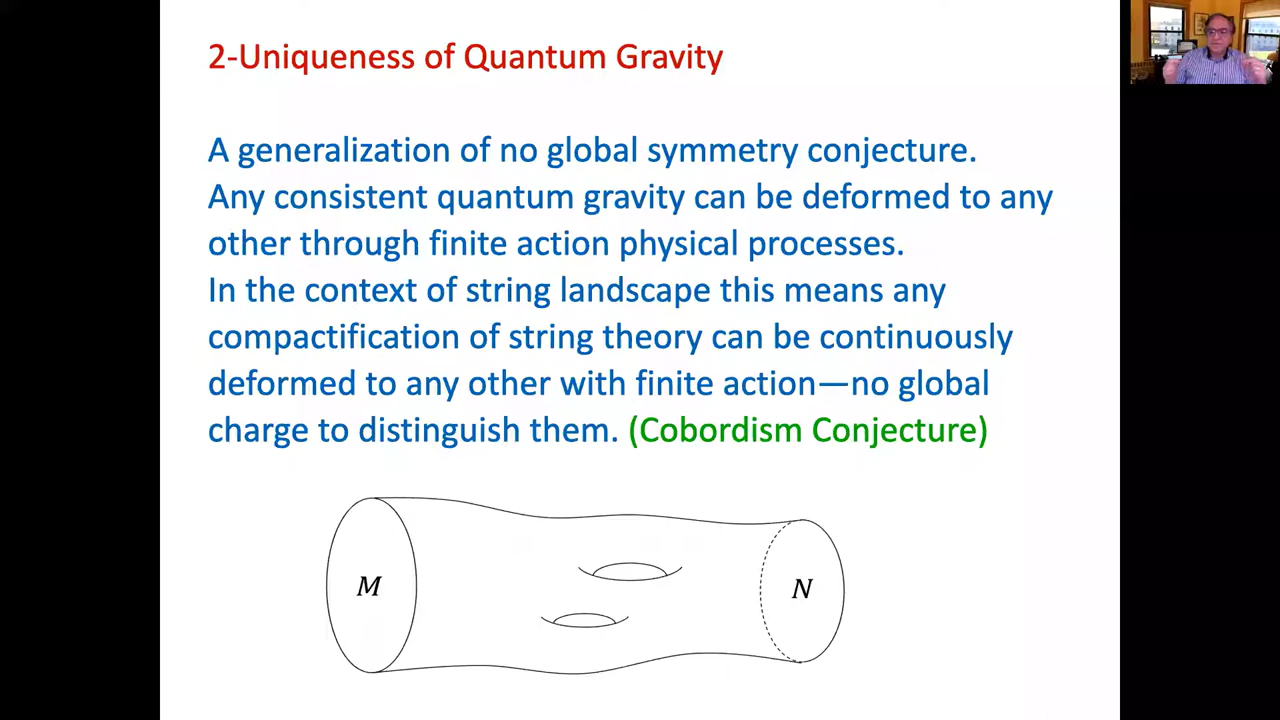 2-Uniqueness of Quantum Gravity
A generalization of no global symmetry conjecture.
Any consistent quantum gravity can be deformed to any
other through finite action physical processes.
In the context of string landscape this means any
compactification of string theory can be continuously
deformed to any other with finite action—no global
charge to distinguish them. (Cobordism Conjecture)
M
N